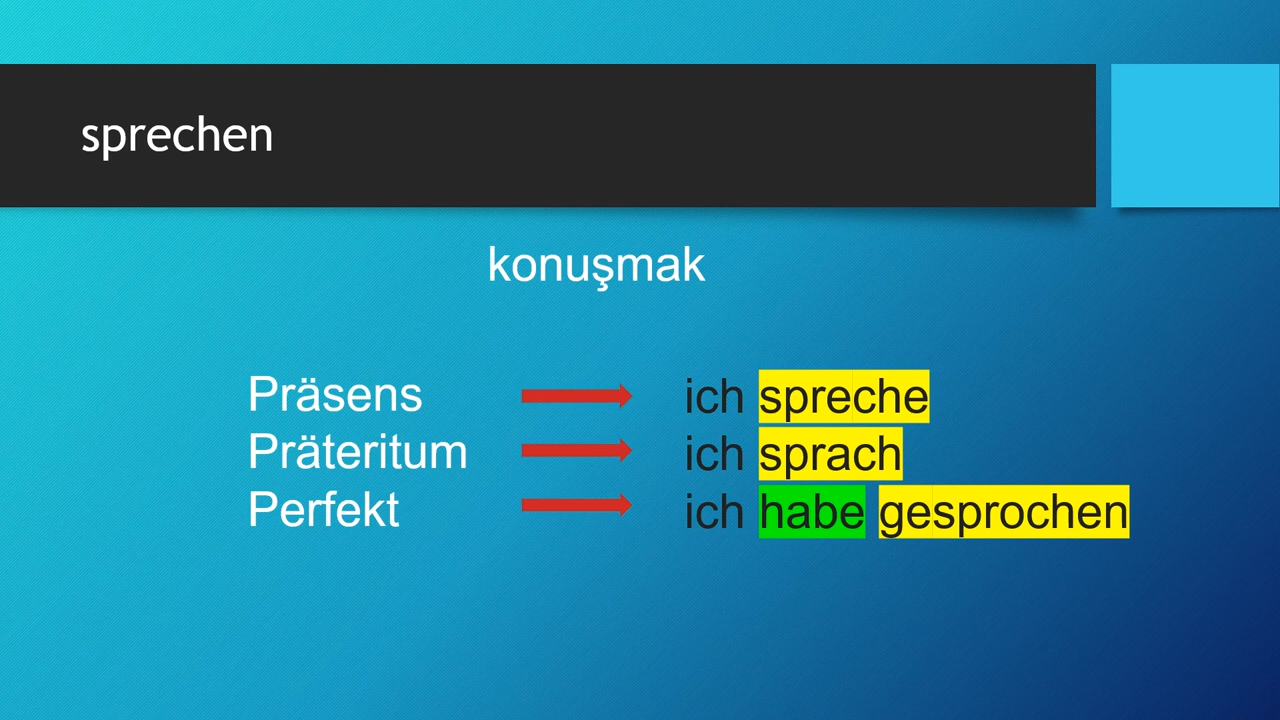 sprechen
konuşmak
Präsens ich spreche
Präteritum ich sprach
Perfekt ich habe gesprochen